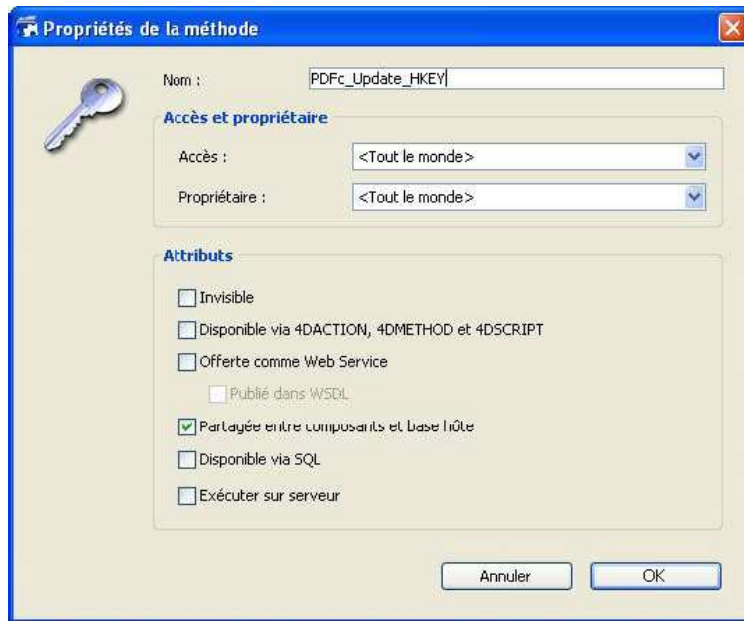 Propriétés de la méthode
Nom : PDFc_Update_HKEY
Accès et propriétaire
Accès : <Tout le monde>
Propriétaire : <Tout le monde>
Attributs
Invisible
Disponible via 4DACTION, 4DMETHOD et 4DSCRIPT
Offerte comme Web Service
Publié dans WSDL
Partagée entre composants et base hôte
Disponible via SQL
Exécuter sur serveur
Annuler OK